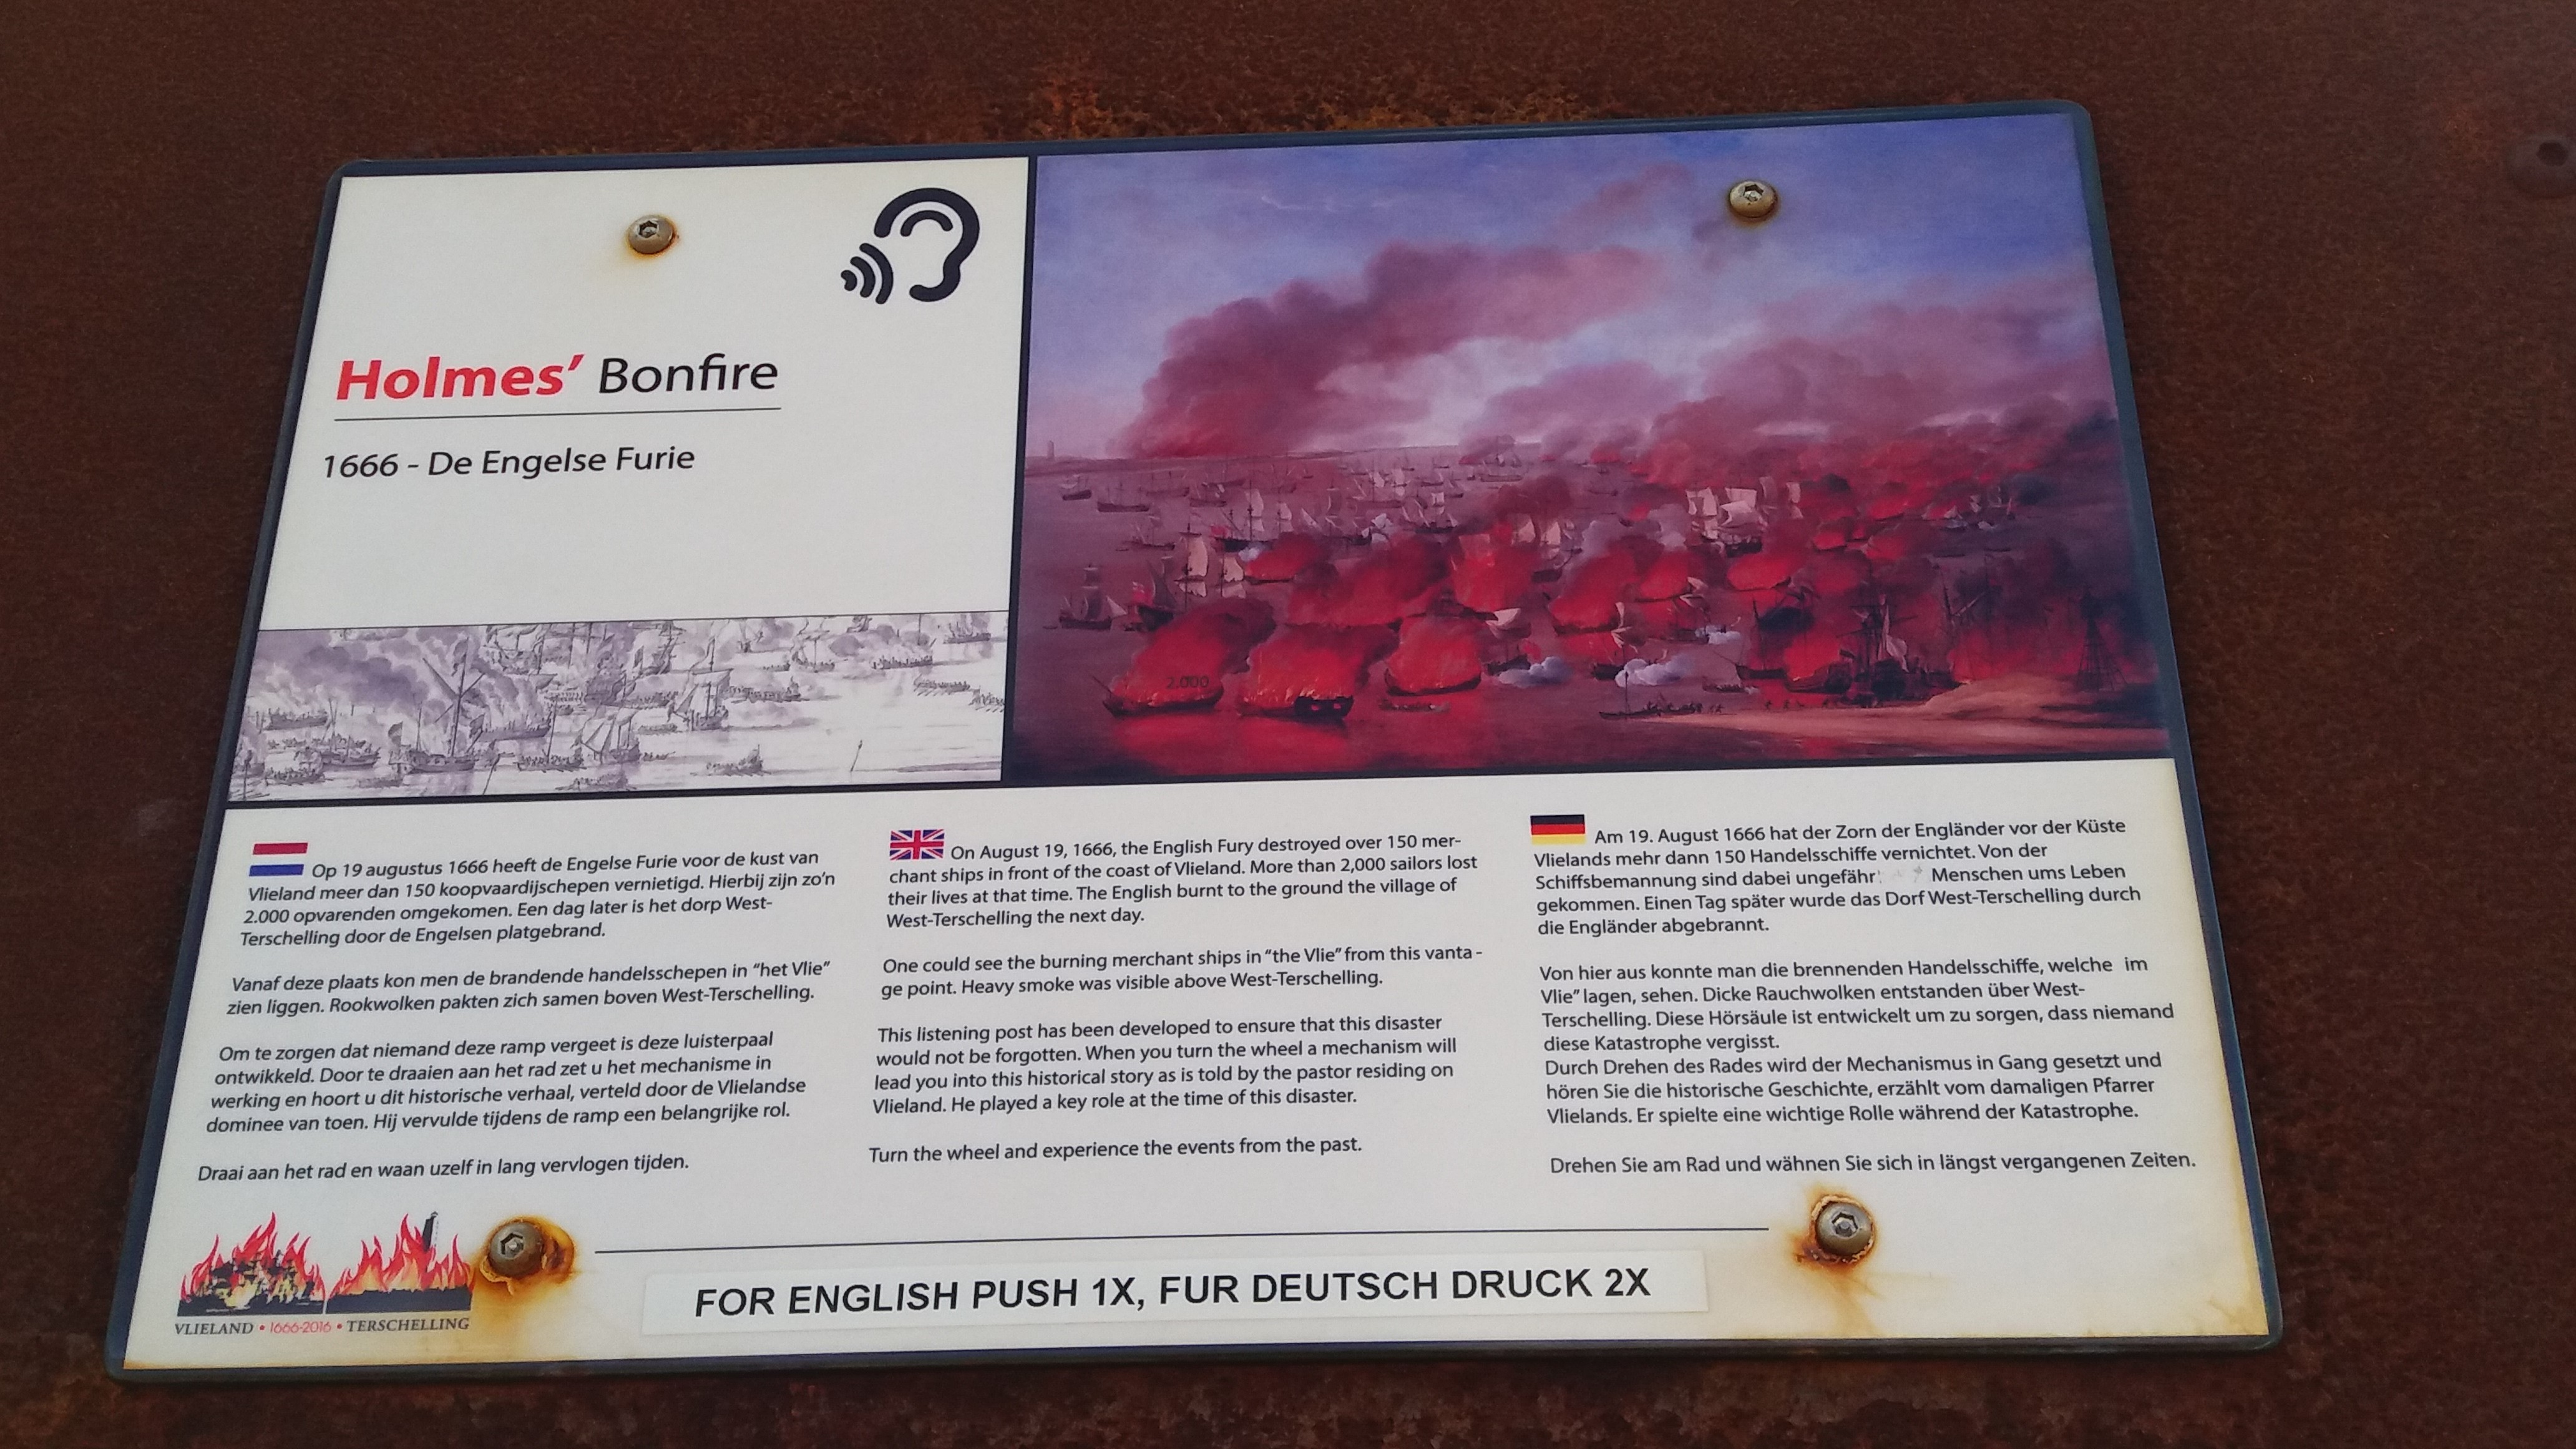 Holmes’ Bonfire
1666 - De Engelse Furie
2.000
Op 19 augustus 1666 heeft de Engelse Furie voor de kust van
Vlieland meer dan 150 koopvaardijschepen vernietigd. Hierbij zijn zo’n
2.000 opvarenden omgekomen. Een dag later is het dorp West-
Terschelling door de Engelsen platgebrand.
Vanaf deze plaats kon men de brandende handelsschepen in “het Vlie”
zien liggen. Rookwolken pakten zich samen boven West-Terschelling.
Om te zorgen dat niemand deze ramp vergeet is deze luisterpaal
ontwikkeld. Door te draaien aan het rad zet u het mechanisme in
werking en hoort u dit historische verhaal, verteld door de Vlielandse
dominee van toen. Hij vervulde tijdens de ramp een belangrijke rol.
Draai aan het rad en waan uzelf in lang vervlogen tijden.
On August 19, 1666, the English Fury destroyed over 150 mer-
chant ships in front of the coast of Vlieland. More than 2,000 sailors lost
their lives at that time. The English burnt to the ground the village of
West-Terschelling the next day.
One could see the burning merchant ships in “the Vlie” from this vanta-
ge point. Heavy smoke was visible above West-Terschelling.
This listening post has been developed to ensure that this disaster
would not be forgotten. When you turn the wheel a mechanism will
lead you into this historical story as is told by the pastor residing on
Vlieland. He played a key role at the time of this disaster.
Turn the wheel and experience the events from the past.
Am 19. August 1666 hat der Zorn der Engländer vor der Küste
Vlielands mehr dann 150 Handelsschiffe vernichtet. Von der
Schiffsbemannung sind dabei ungefähr Menschen ums Leben
gekommen. Einen Tag später wurde das Dorf West-Terschelling durch
die Engländer abgebrannt.
Von hier aus konnte man die brennenden Handelsschiffe, welche im
Vlie” lagen, sehen. Dicke Rauchwolken entstanden über West-
Terschelling. Diese Hörsäule ist entwickelt um zu sorgen, dass niemand
diese Katastrophe vergisst.
Durch Drehen des Rades wird der Mechanismus in Gang gesetzt und
hören Sie die historische Geschichte, erzählt vom damaligen Pfarrer
Vlielands. Er spielte eine wichtige Rolle während der Katastrophe.
Drehen Sie am Rad und wähnen Sie sich in längst vergangenen Zeiten.
VLIELAND • 1666-2016 • TERSCHELLING
FOR ENGLISH PUSH 1X, FUR DEUTSCH DRUCK 2X